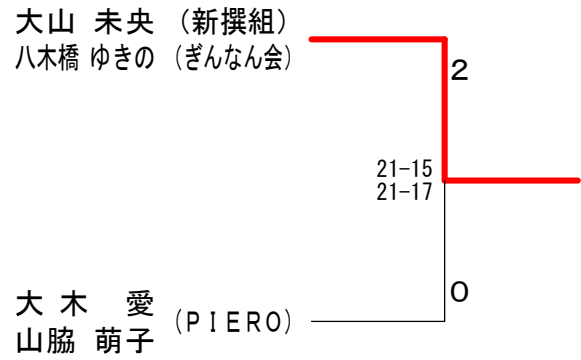 大山 未央 (新撰組)
八木橋 ゆきの (ぎんなん会)
2
21-15
21-17
0
大木 愛
山脇 萌子
(PIERO)